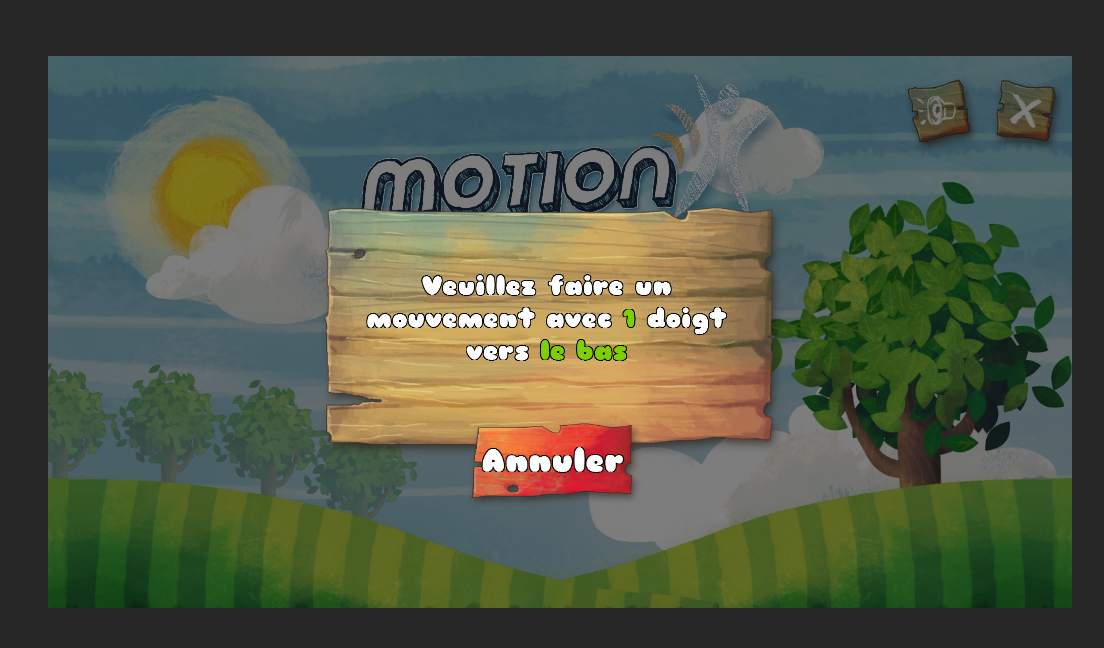 MOTION
Veuillez faire un
mouvement avec 1 doigt
vers le bas
Annuler